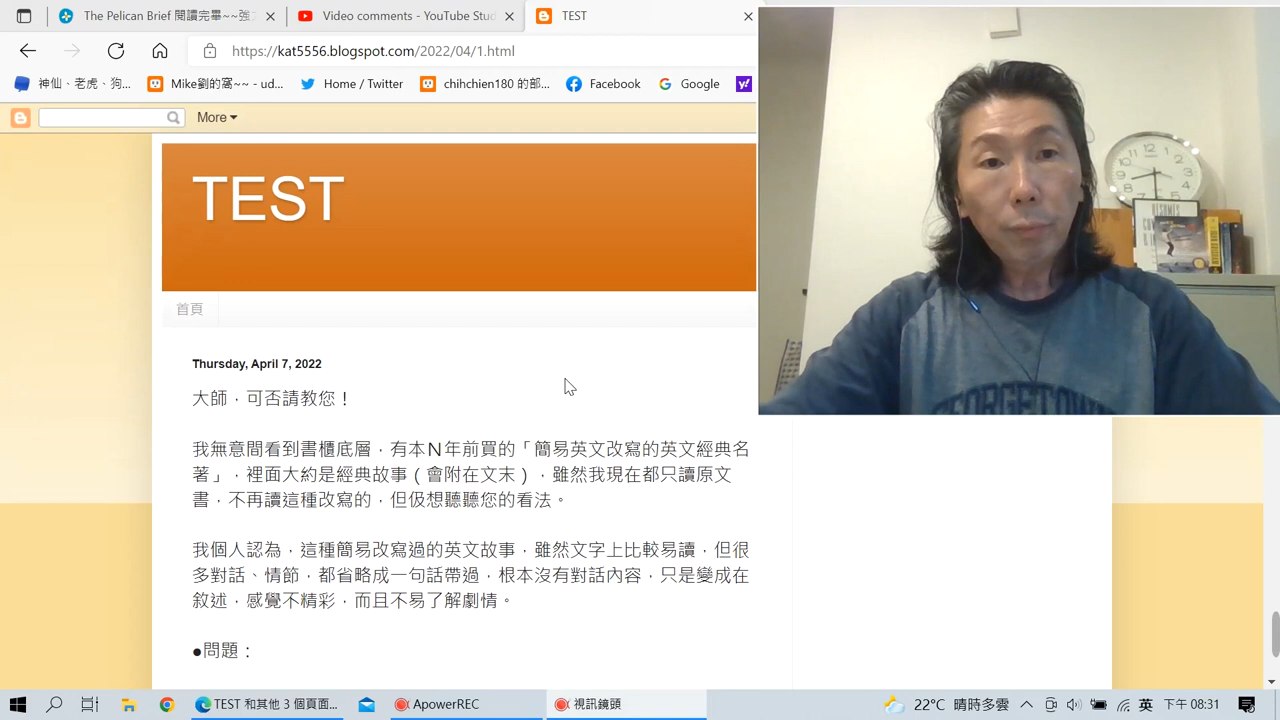 The Pelican Brief 閱讀完畢~~強
Video comments - YouTube Stu
TEST
https://kat5556.blogspot.com/2022/04/1.html
神仙、老虎、狗...
Mike劉的窩~~ - ud...
Home / Twitter
chihchien180 的部...
Facebook
Google
More
TEST
首頁
Thursday, April 7, 2022
大師，可否請教您！
我無意間看到書櫃底層，有本Ｎ年前買的「簡易英文改寫的英文經典名
著」，裡面大約是經典故事（會附在文末），雖然我現在都只讀原文
書，不再讀這種改寫的，但仮想聽聽您的看法。
我個人認為，這種簡易改寫過的英文故事，雖然文字上比較易讀，但很
多對話、情節，都省略成一句話帶過，根本沒有對話內容，只是變成在
敘述，感覺不精彩，而且不易了解劇情。
●問題：
GEORGETOWN
TEST 和其他 3 個頁面...
ApowerREC
視訊鏡頭
22°C 晴時多雲
英
下午 08:31